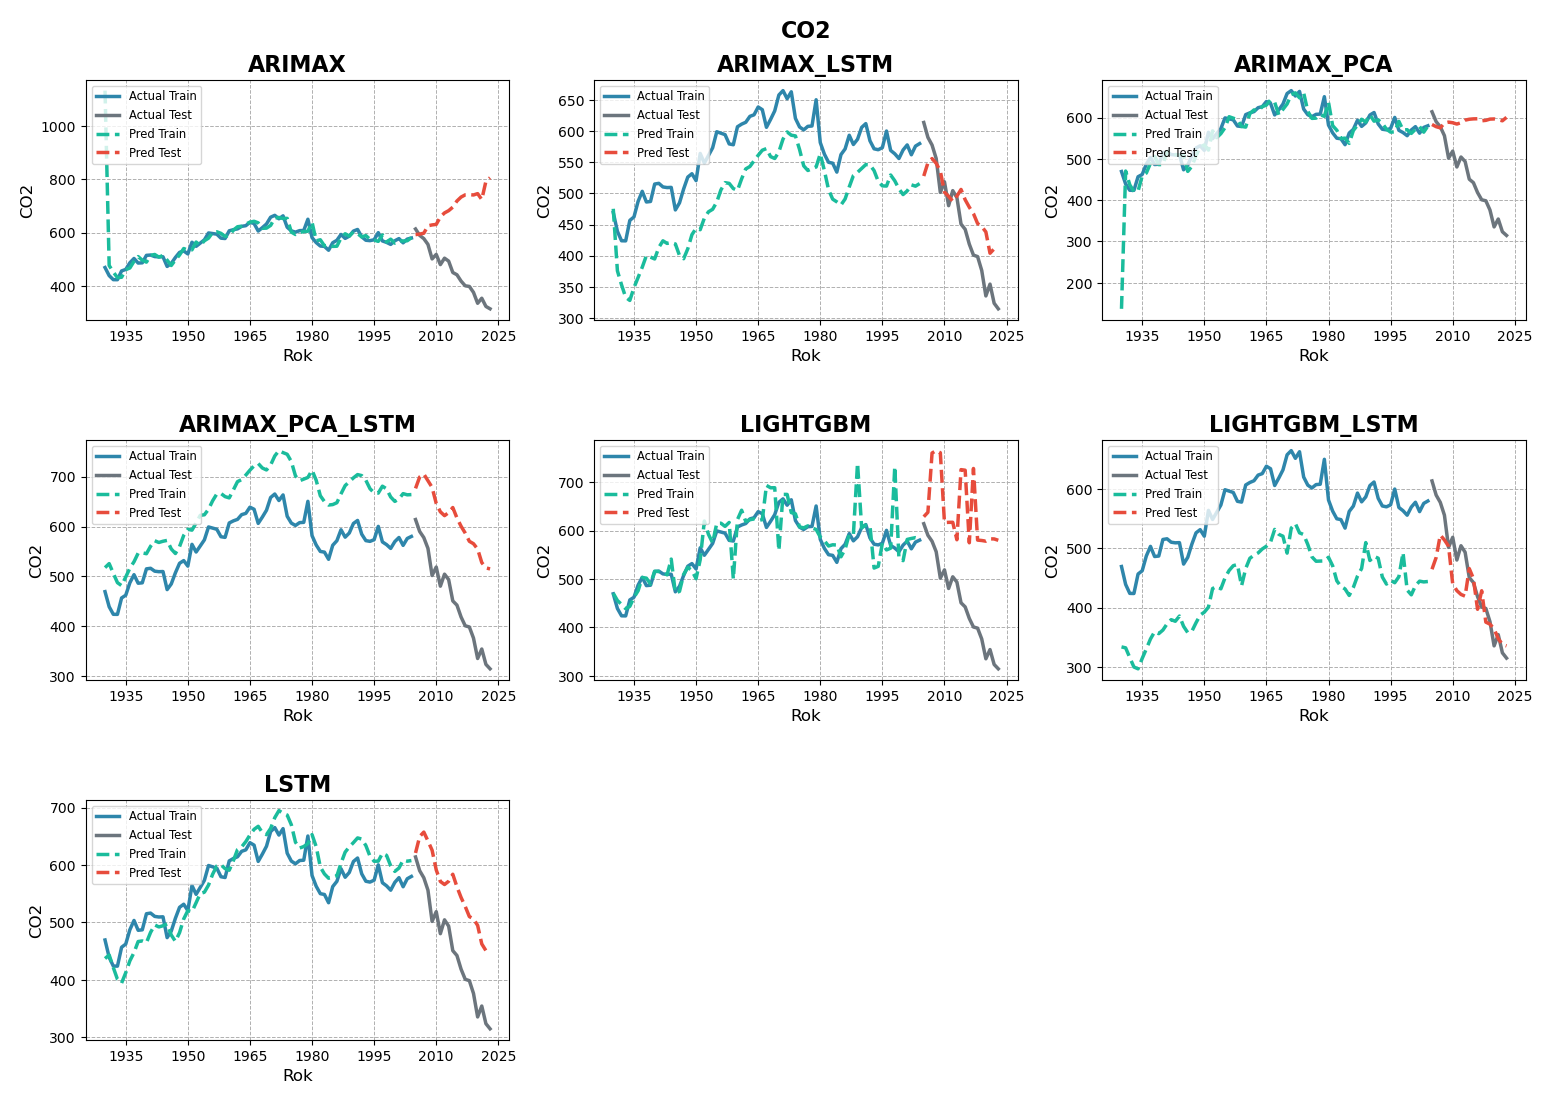 CO2
ARIMAX
Actual Train
Actual Test
Pred Train
Pred Test
1000
800
600
400
CO2
1935 1950 1965 1980 1995 2010 2025
Rok
ARIMAX_LSTM
Actual Train
Actual Test
Pred Train
Pred Test
650
600
550
500
450
400
350
300
CO2
1935 1950 1965 1980 1995 2010 2025
Rok
ARIMAX_PCA
Actual Train
Actual Test
Pred Train
Pred Test
600
500
400
300
200
CO2
1935 1950 1965 1980 1995 2010 2025
Rok
ARIMAX_PCA_LSTM
Actual Train
Actual Test
Pred Train
Pred Test
700
600
500
400
300
CO2
1935 1950 1965 1980 1995 2010 2025
Rok
LIGHTGBM
Actual Train
Actual Test
Pred Train
Pred Test
700
600
500
400
300
CO2
1935 1950 1965 1980 1995 2010 2025
Rok
LIGHTGBM_LSTM
Actual Train
Actual Test
Pred Train
Pred Test
600
500
400
300
CO2
1935 1950 1965 1980 1995 2010 2025
Rok
LSTM
Actual Train
Actual Test
Pred Train
Pred Test
700
600
500
400
300
CO2
1935 1950 1965 1980 1995 2010 2025
Rok